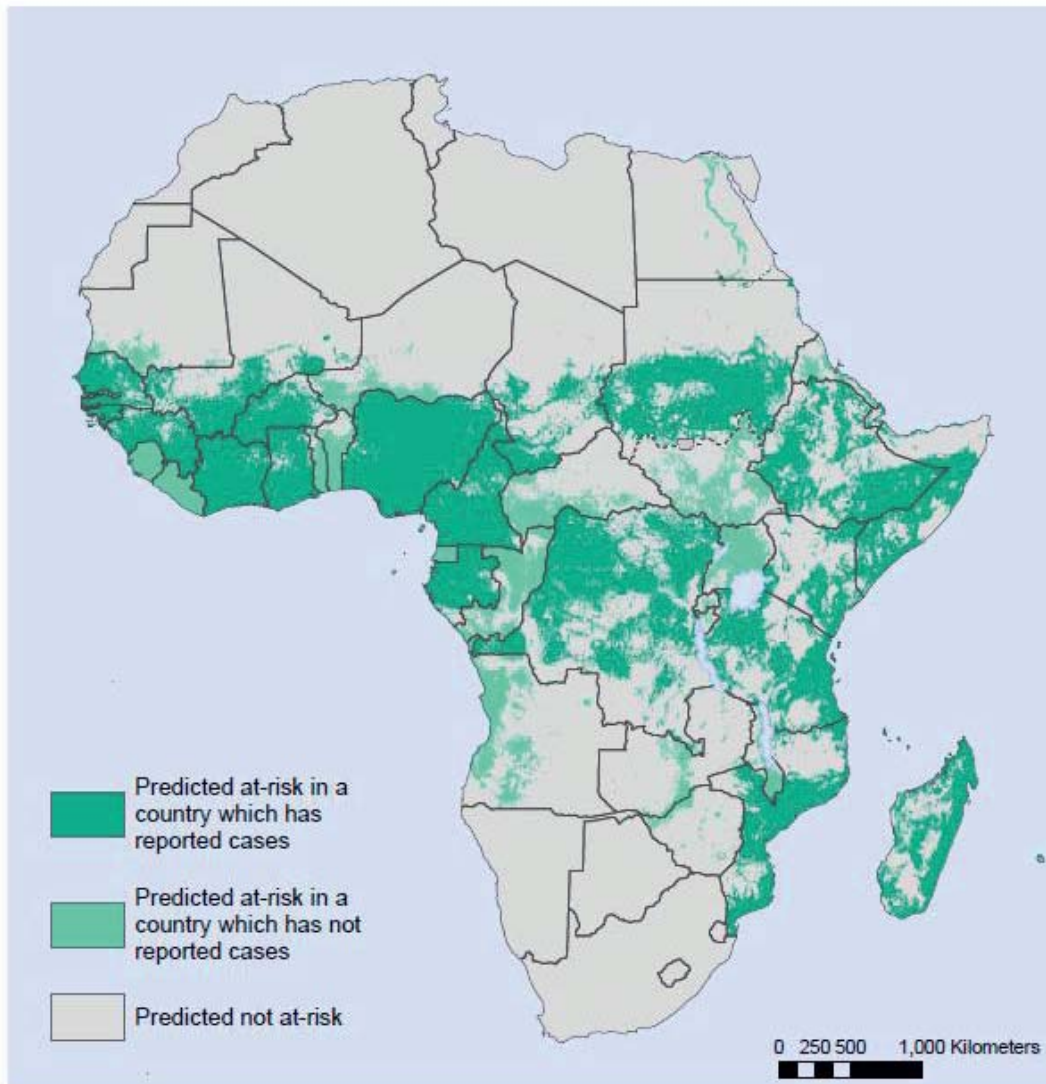 Predicted at-risk in a
country which has
reported cases
Predicted at-risk in a
country which has not
reported cases
Predicted not at-risk
0 250 500 1,000 Kilometers